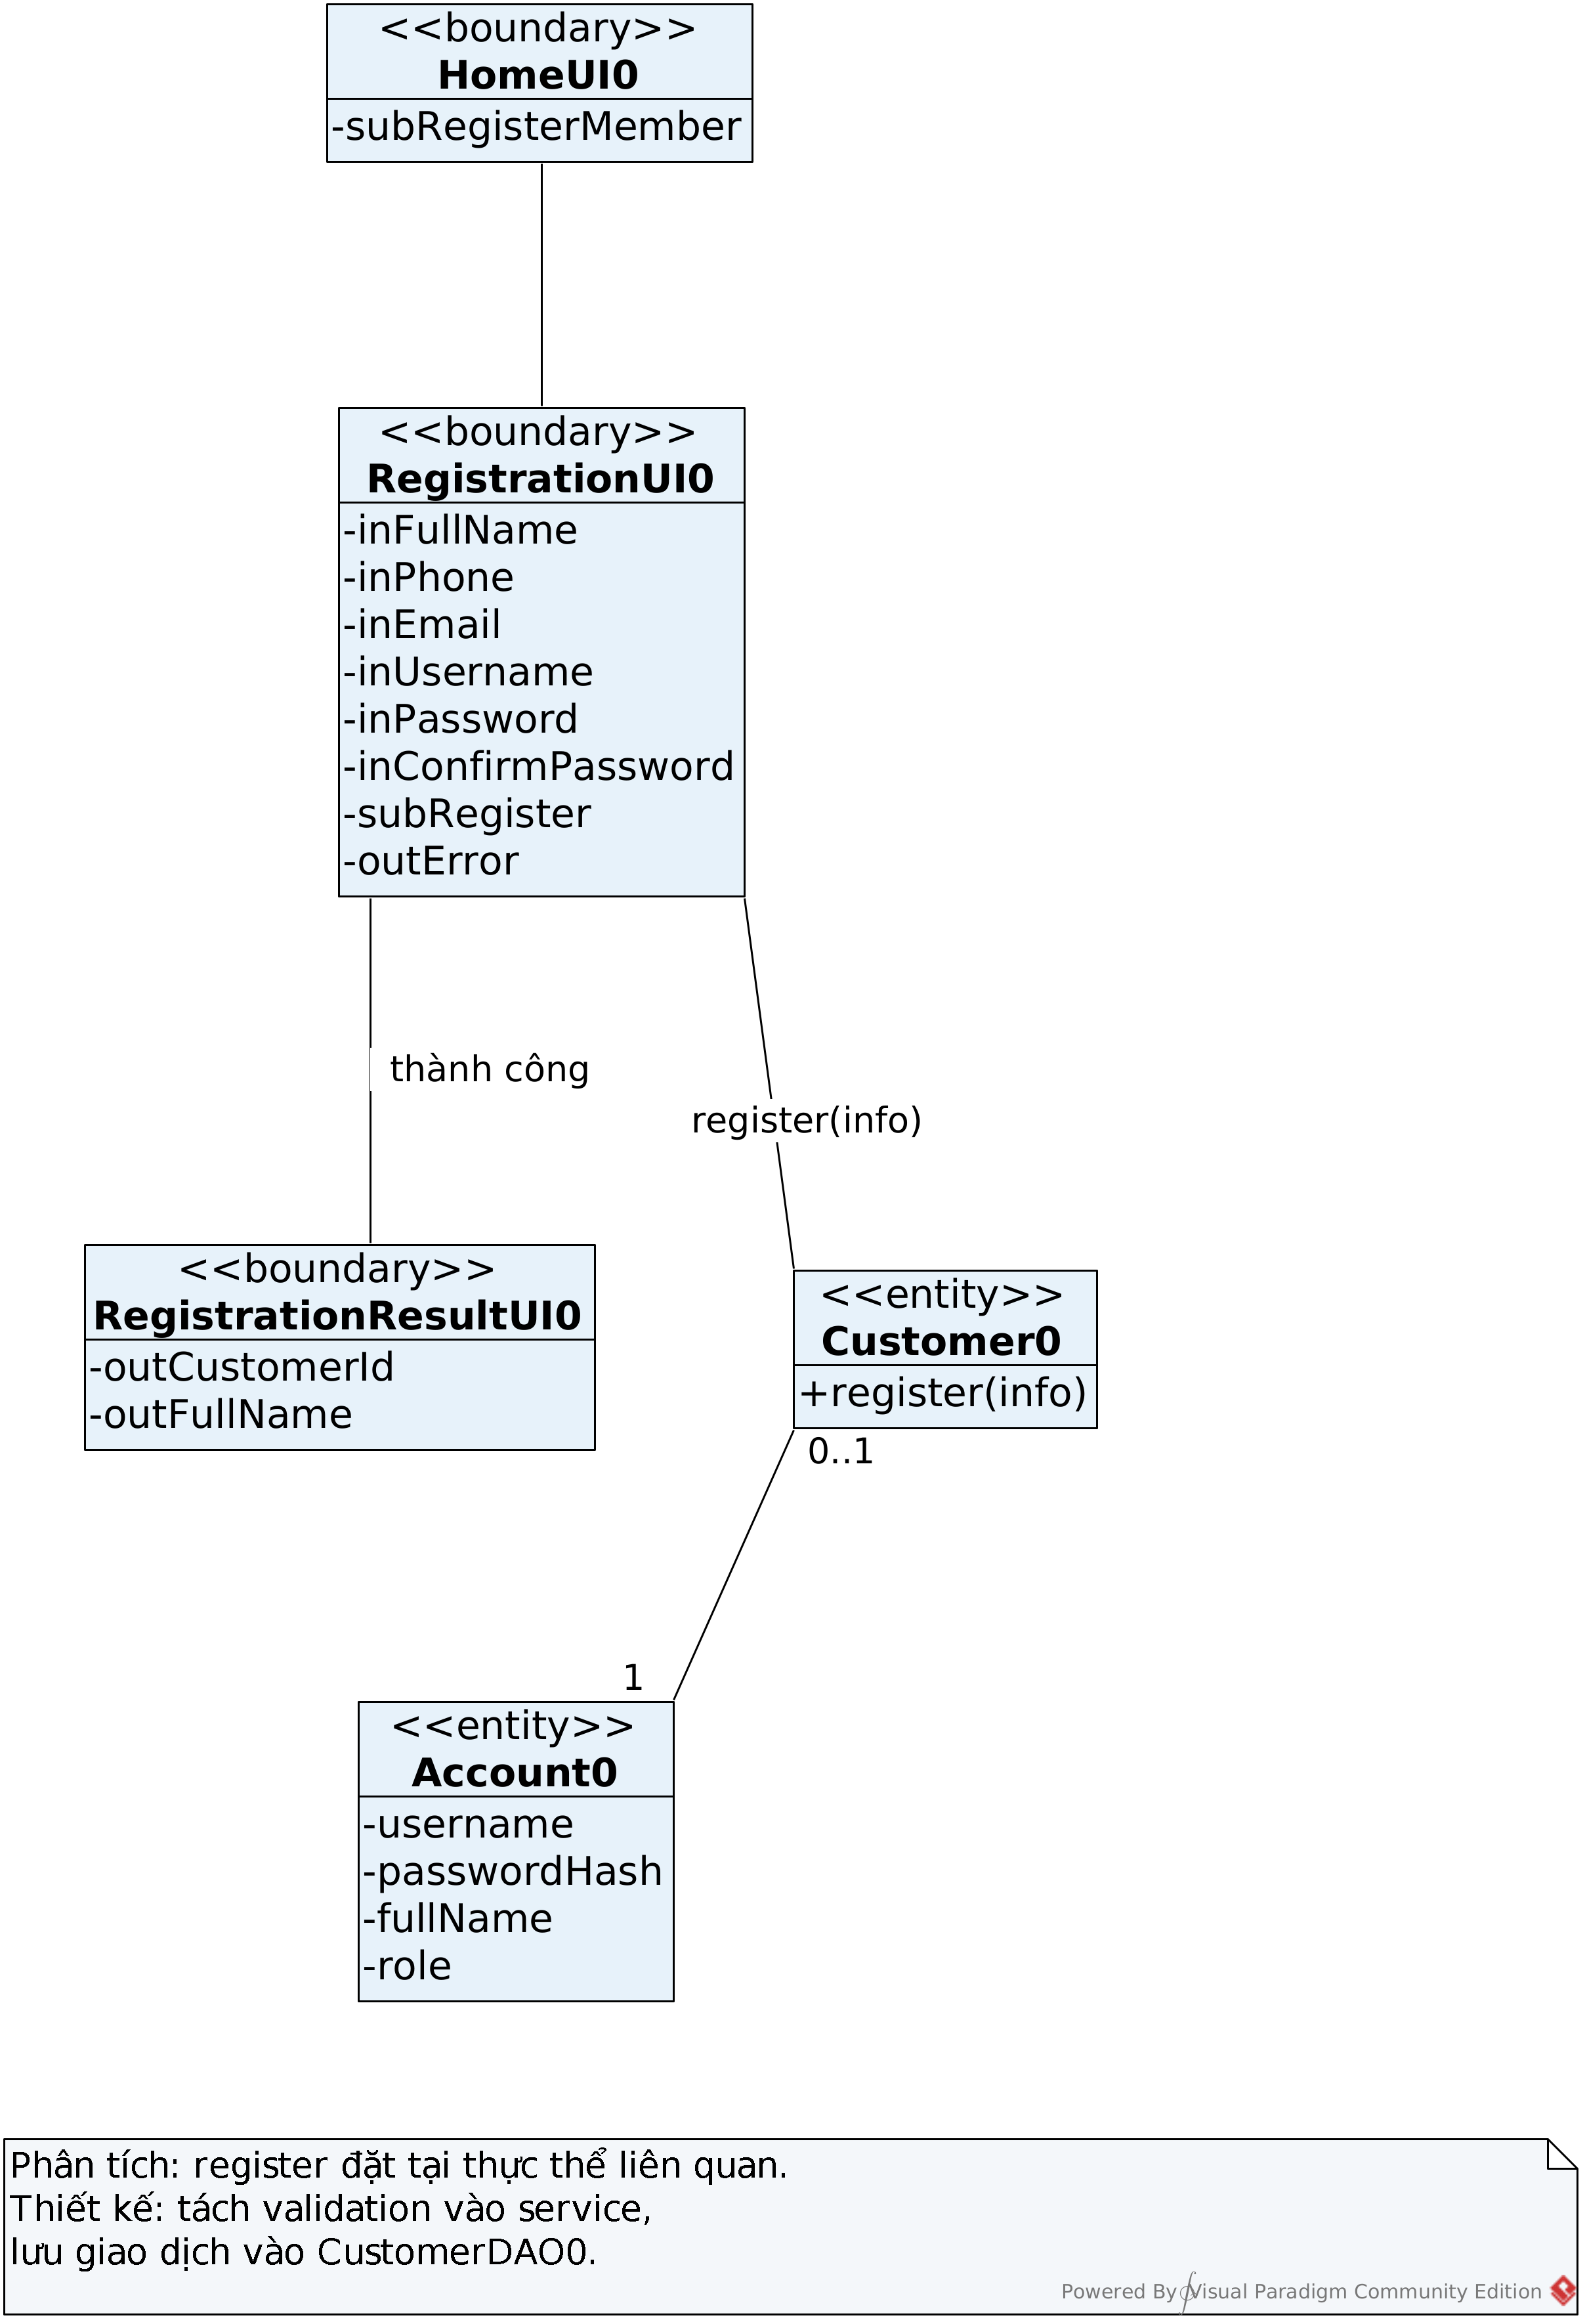 <<boundary>>
HomeUI0
-subRegisterMember
<<boundary>>
RegistrationUI0
-inFullName
-inPhone
-inEmail
-inUsername
-inPassword
-inConfirmPassword
-subRegister
-outError
thành công
register(info)
<<boundary>>
RegistrationResultUI0
-outCustomerId
-outFullName
<<entity>>
Customer0
+register(info)
0..1
1
<<entity>>
Account0
-username
-passwordHash
-fullName
-role
Phân tích: register đặt tại thực thể liên quan.
Thiết kế: tách validation vào service,
lưu giao dịch vào CustomerDAO0.
Powered By Visual Paradigm Community Edition